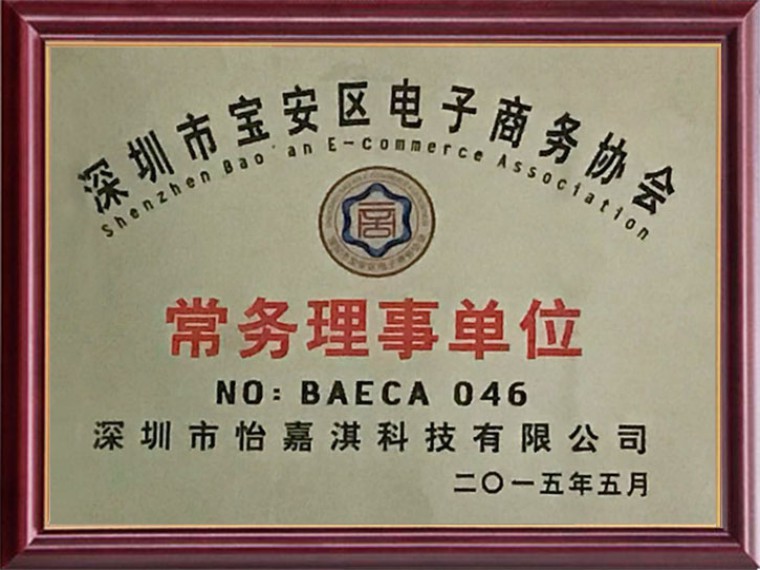 深圳市宝安区电子商务协会
Shenzhen Bao'an E-commerce Association
常务理事单位
NO: BAECA 046
深圳市怡嘉淇科技有限公司
二〇一五年五月